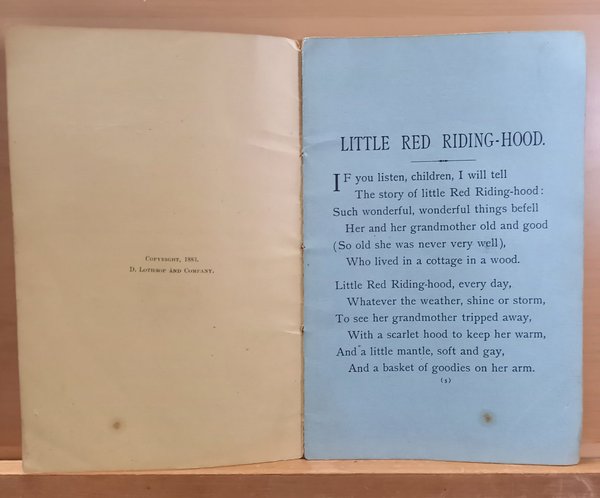 COPYRIGHT, 1881,
D. LOTHROP AND COMPANY.
LITTLE RED RIDING-HOOD.
IF you listen, children, I will tell
The story of little Red Riding-hood:
Such wonderful, wonderful things befell
Her and her grandmother old and good
(So old she was never very well),
Who lived in a cottage in a wood.
Little Red Riding-hood, every day,
Whatever the weather, shine or storm,
To see her grandmother tripped away,
With a scarlet hood to keep her warm,
And a little mantle, soft and gay,
And a basket of goodies on her arm.
(5)